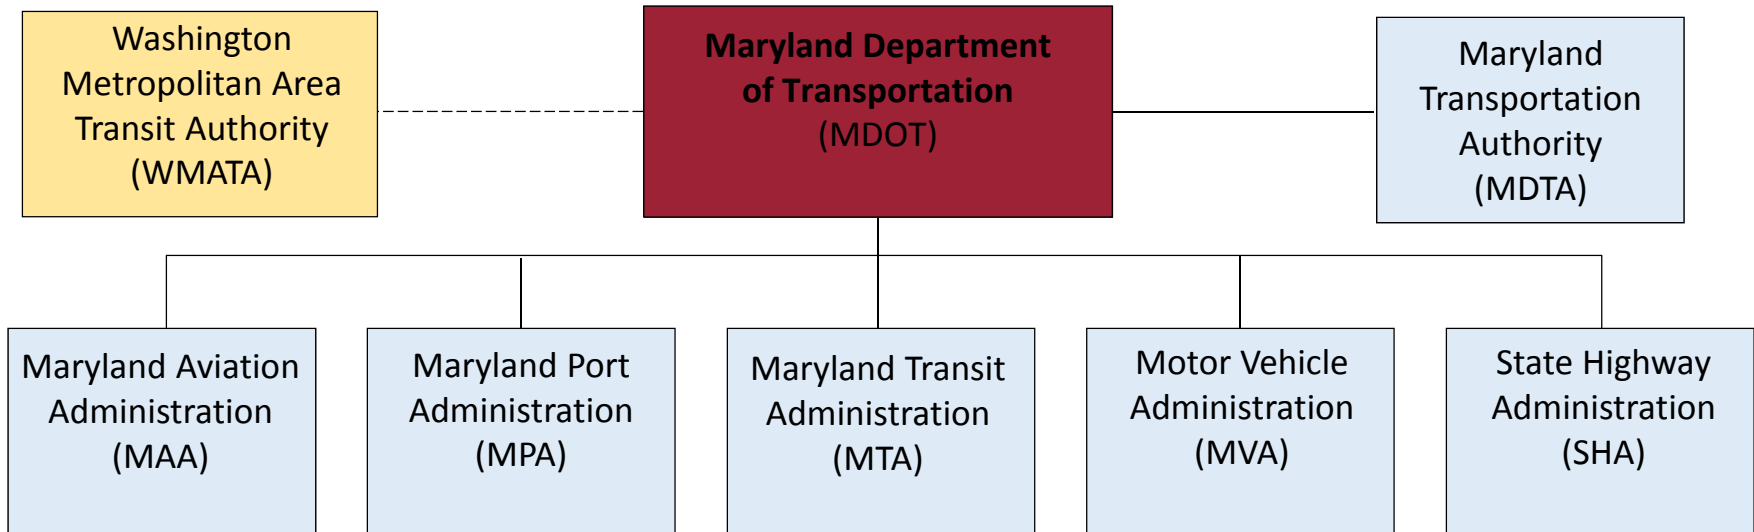 Washington
Metropolitan Area
Transit Authority
(WMATA)
Maryland Department
of Transportation
(MDOT)
Maryland
Transportation
Authority
(MDTA)
Maryland Aviation
Administration
(MAA)
Maryland Port
Administration
(MPA)
Maryland Transit
Administration
(MTA)
Motor Vehicle
Administration
(MVA)
State Highway
Administration
(SHA)